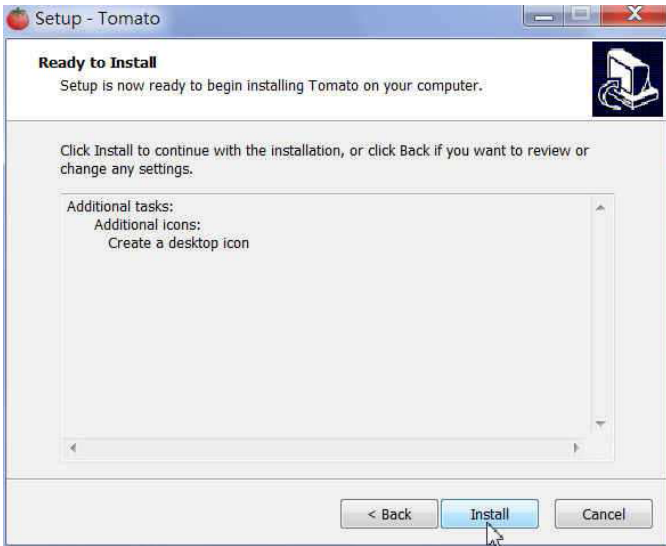 Setup - Tomato
Ready to Install
Setup is now ready to begin installing Tomato on your computer.
Click Install to continue with the installation, or click Back if you want to review or
change any settings.
Additional tasks:
Additional icons:
Create a desktop icon
< Back
Install
Cancel